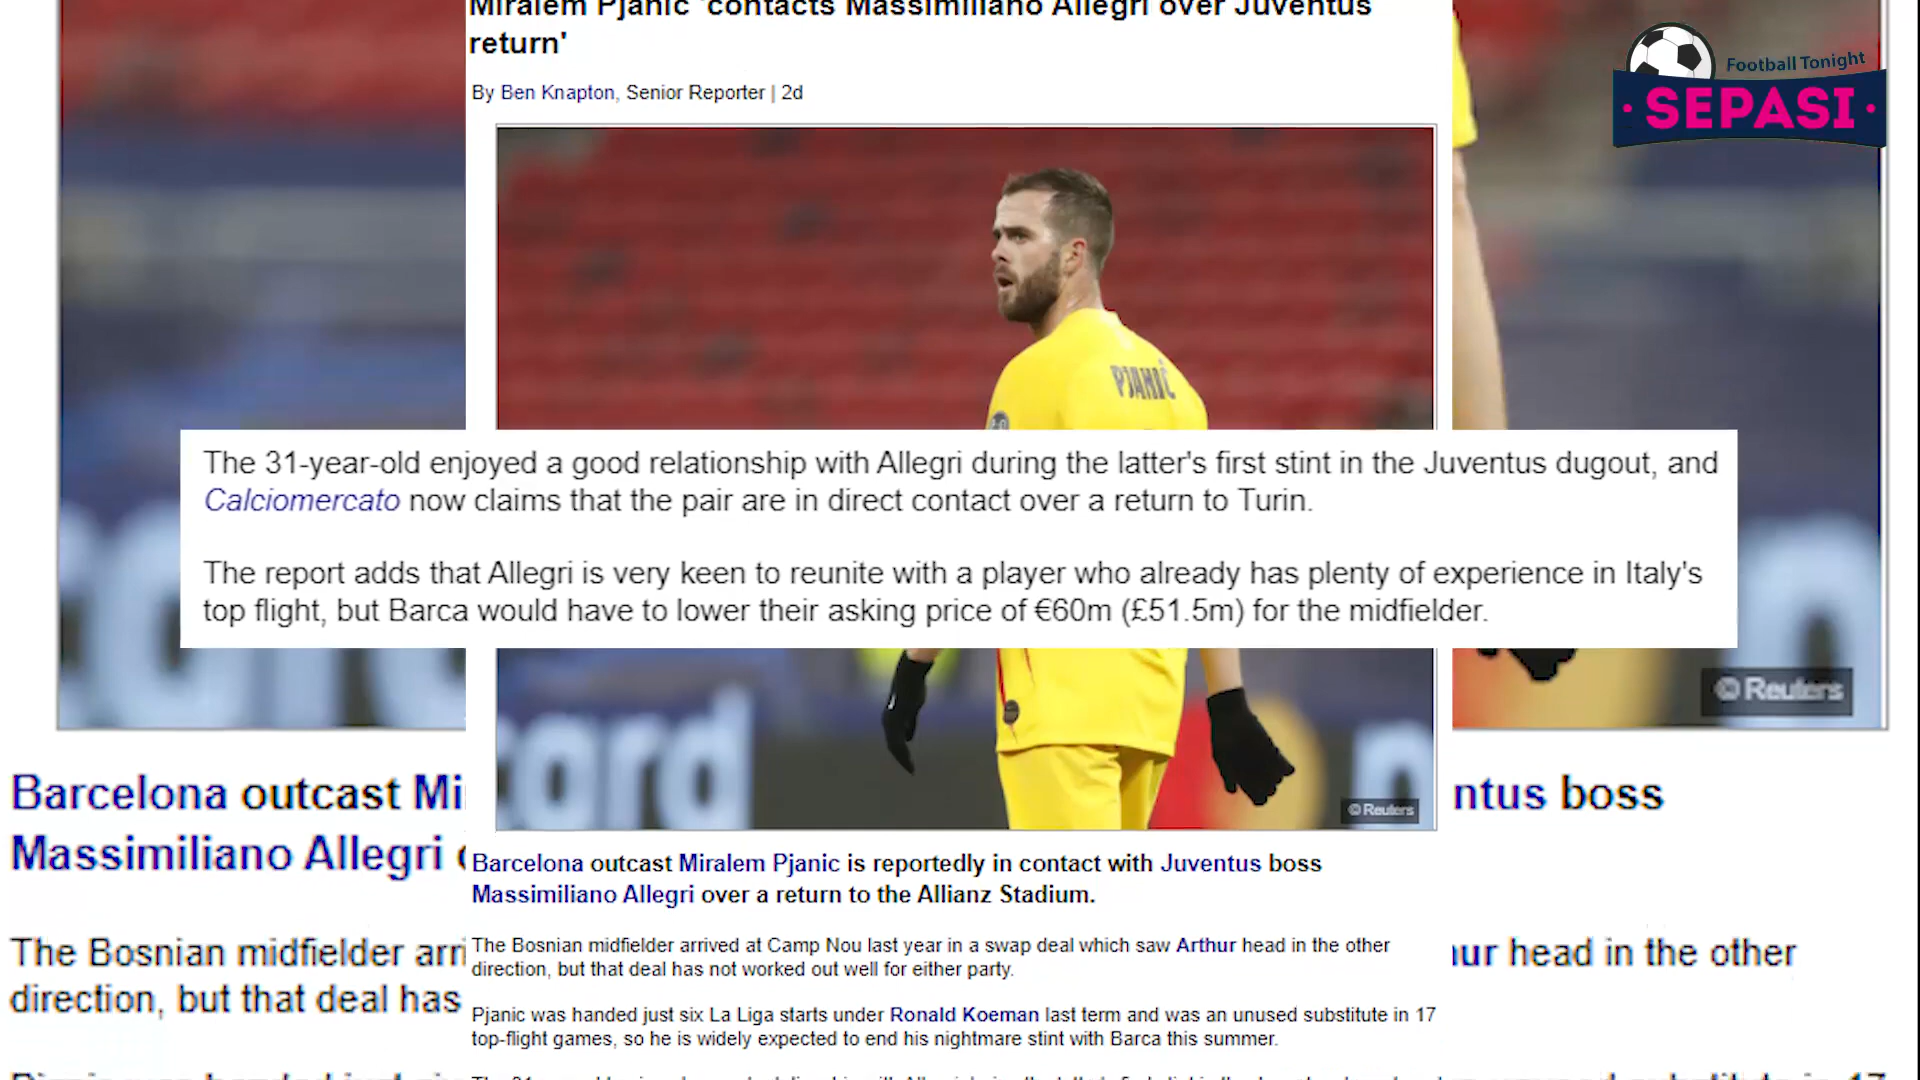 Miralem Pjanic 'contacts Massimiliano Allegri over Juventus
return'
By Ben Knapton, Senior Reporter | 2d
Football Tonight
SEPASI
PJANIĆ
The 31-year-old enjoyed a good relationship with Allegri during the latter's first stint in the Juventus dugout, and
Calciomercato now claims that the pair are in direct contact over a return to Turin.
The report adds that Allegri is very keen to reunite with a player who already has plenty of experience in Italy's
top flight, but Barca would have to lower their asking price of €60m (£51.5m) for the midfielder.
© Reuters
© Reuters
Barcelona outcast Mi
ntus boss
Massimiliano Allegri
Barcelona outcast Miralem Pjanic is reportedly in contact with Juventus boss
Massimiliano Allegri over a return to the Allianz Stadium.
The Bosnian midfielder arri
ur head in the other
direction, but that deal has
The Bosnian midfielder arrived at Camp Nou last year in a swap deal which saw Arthur head in the other
direction, but that deal has not worked out well for either party.
Pjanic was handed just six La Liga starts under Ronald Koeman last term and was an unused substitute in 17
top-flight games, so he is widely expected to end his nightmare stint with Barca this summer.